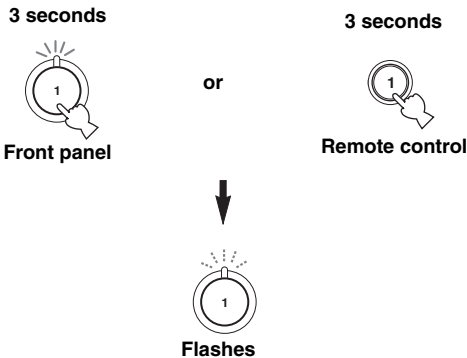 3 seconds
3 seconds
1
or
1
Front panel
Remote control
1
Flashes